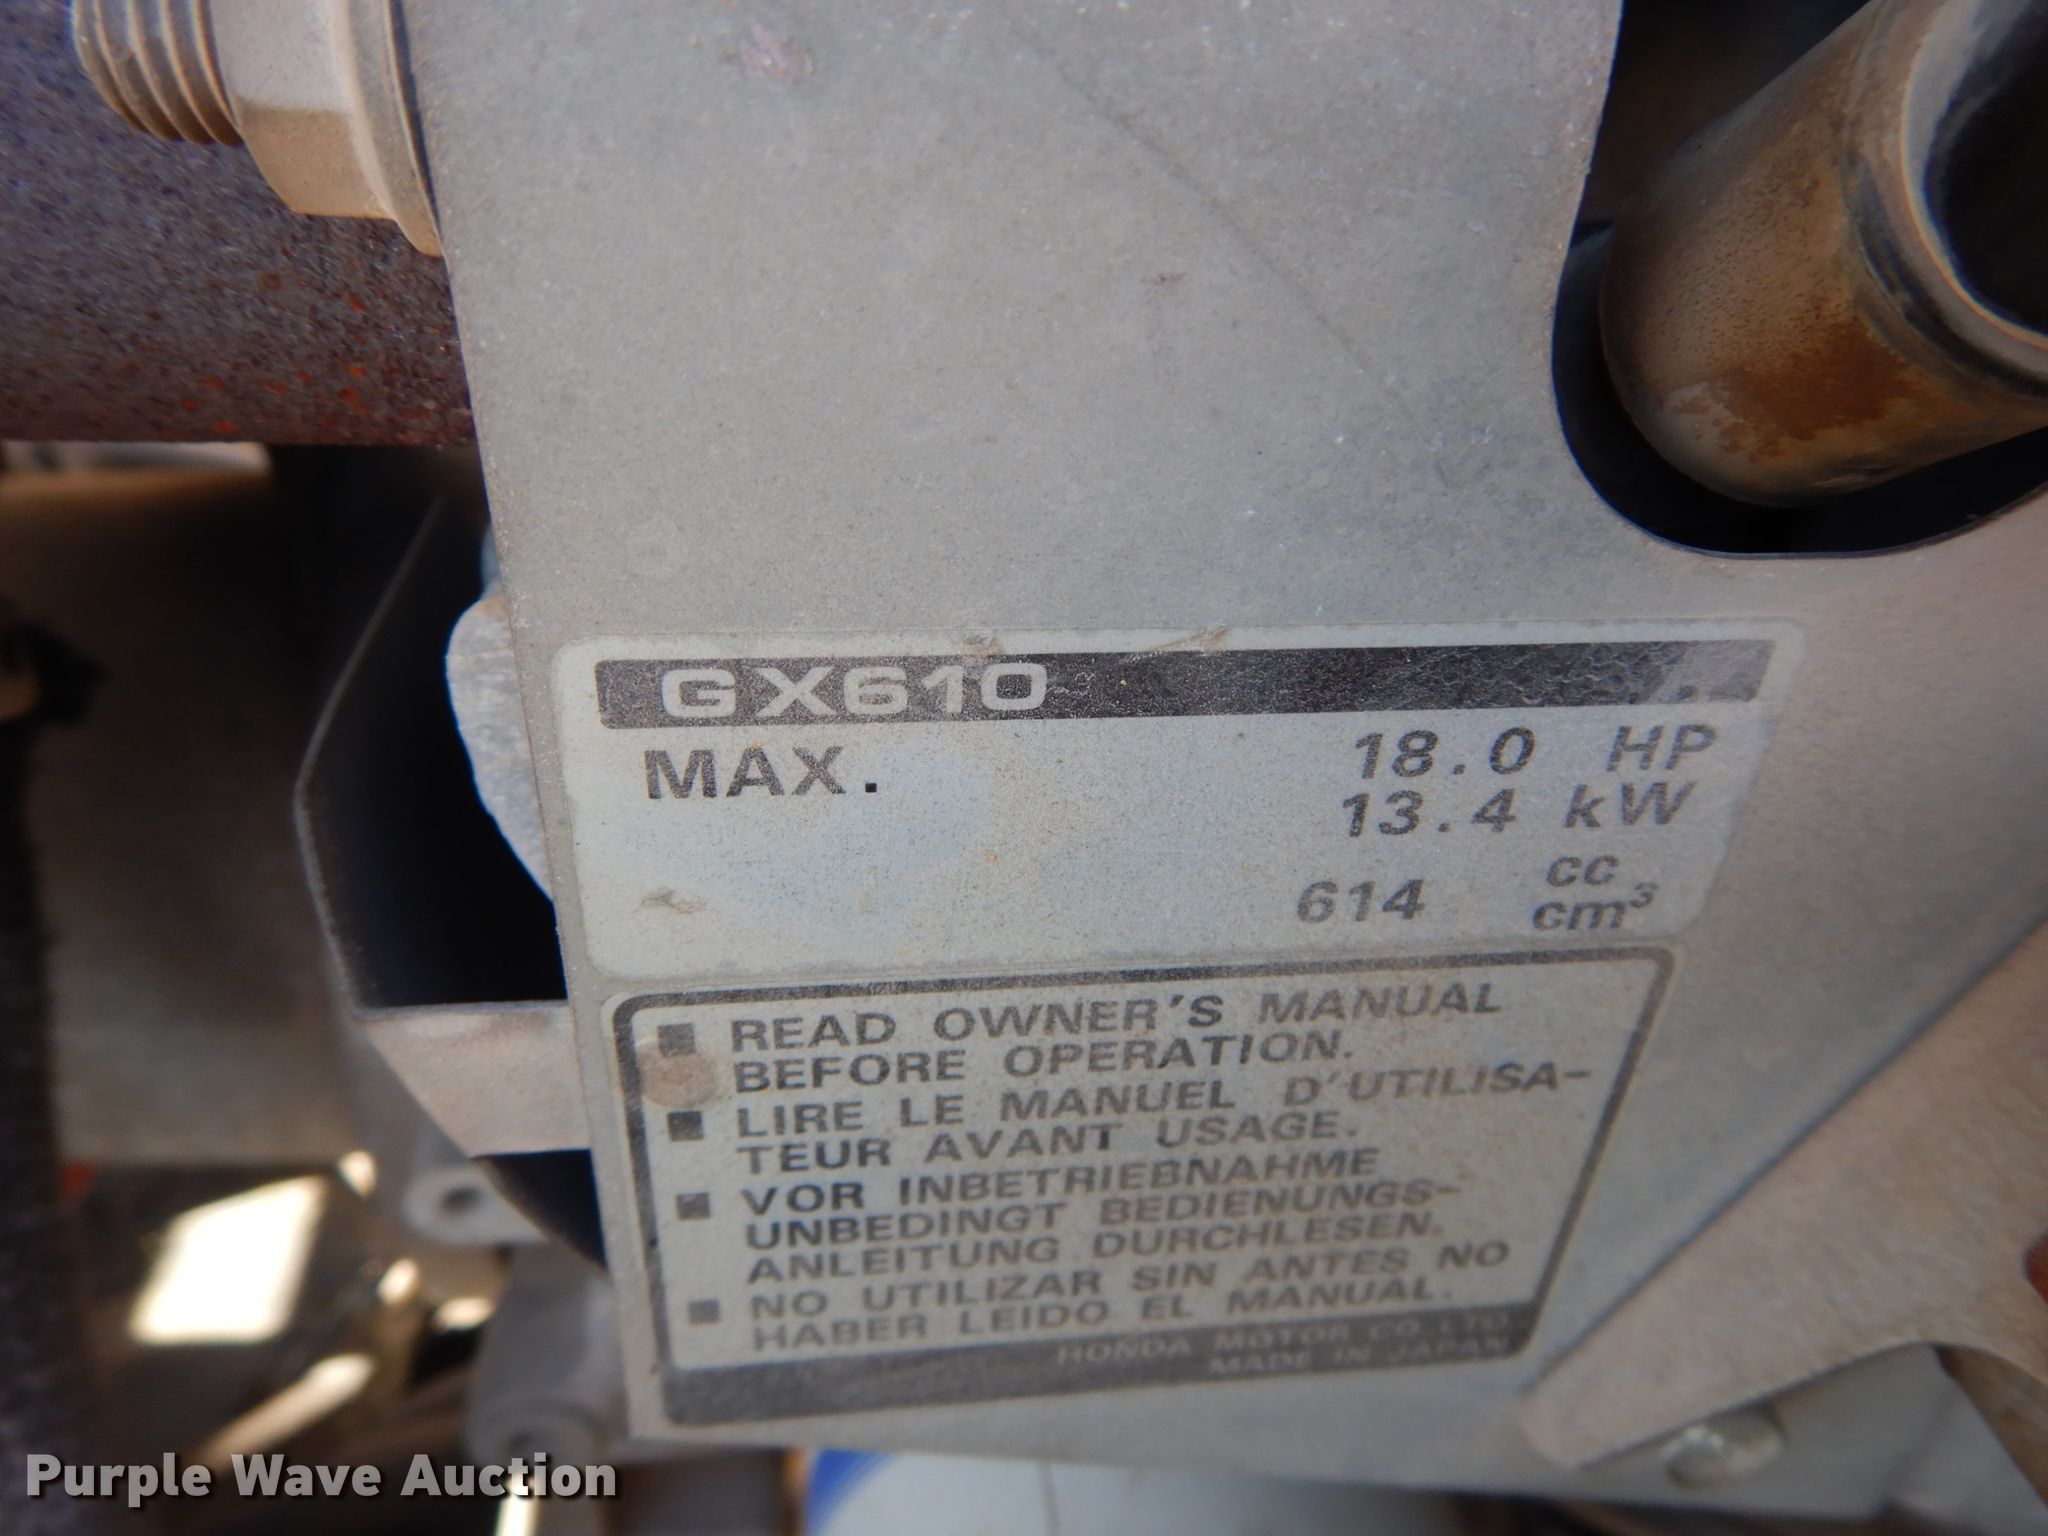 GX610
MAX. 18.0 HP
13.4 kW
614 cc
cm³
■ READ OWNER'S MANUAL
BEFORE OPERATION.
■ LIRE LE MANUEL D'UTILISA-
TEUR AVANT USAGE.
■ VOR INBETRIEBNAHME
UNBEDINGT BEDIENUNGS-
ANLEITUNG DURCHLESEN.
■ NO UTILIZAR SIN ANTES NO
HABER LEIDO EL MANUAL.
HONDA MOTOR CO.,LTD.
MADE IN JAPAN
Purple Wave Auction